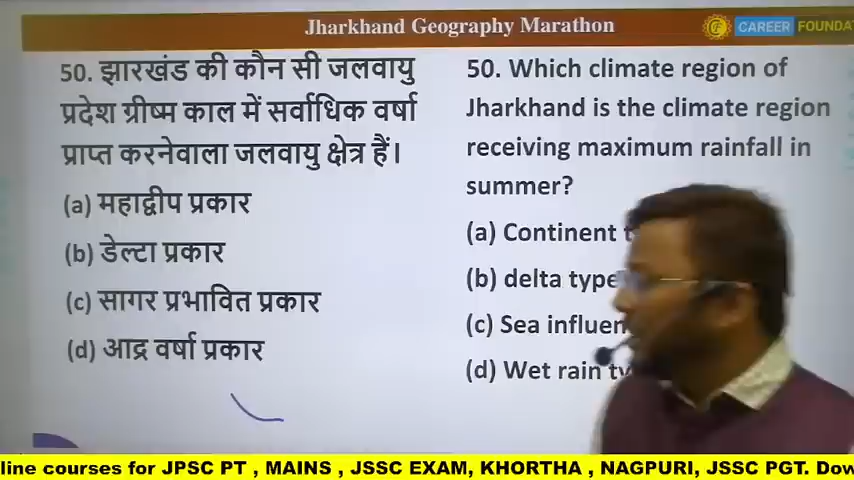 Jharkhand Geography Marathon
CAREER FOUNDA
50. झारखंड की कौन सी जलवायु
प्रदेश ग्रीष्म काल में सर्वाधिक वर्षा
प्राप्त करनेवाला जलवायु क्षेत्र हैं।
(a) महाद्वीप प्रकार
(b) डेल्टा प्रकार
(c) सागर प्रभावित प्रकार
(d) आद्र वर्षा प्रकार
50. Which climate region of
Jharkhand is the climate region
receiving maximum rainfall in
summer?
(a) Continent
(b) delta type
(c) Sea influen
(d) Wet rain
line courses for JPSC PT , MAINS , JSSC EXAM, KHORTHA , NAGPURI, JSSC PGT. Dow